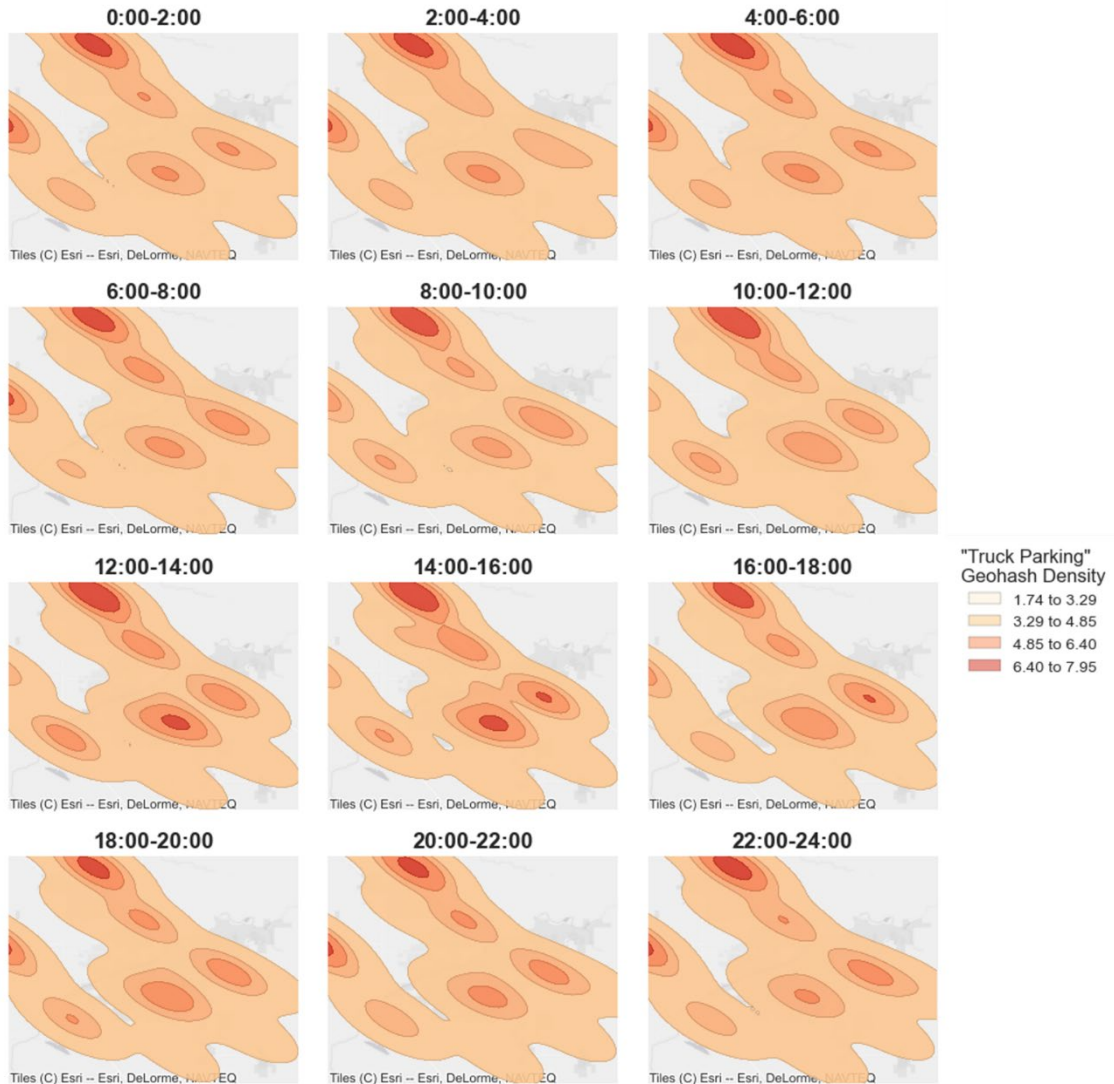 0:00-2:00
2:00-4:00
4:00-6:00
Tiles (C) Esri -- Esri, DeLorme, NAVTEQ
Tiles (C) Esri -- Esri, DeLorme, NAVTEQ
Tiles (C) Esri -- Esri, DeLorme, NAVTEQ
6:00-8:00
8:00-10:00
10:00-12:00
Tiles (C) Esri -- Esri, DeLorme, NAVTEQ
Tiles (C) Esri -- Esri, DeLorme, NAVTEQ
Tiles (C) Esri -- Esri, DeLorme, NAVTEQ
12:00-14:00
14:00-16:00
16:00-18:00
Tiles (C) Esri -- Esri, DeLorme, NAVTEQ
Tiles (C) Esri -- Esri, DeLorme, NAVTEQ
Tiles (C) Esri -- Esri, DeLorme, NAVTEQ
"Truck Parking"
Geohash Density
1.74 to 3.29
3.29 to 4.85
4.85 to 6.40
6.40 to 7.95
18:00-20:00
20:00-22:00
22:00-24:00
Tiles (C) Esri -- Esri, DeLorme, NAVTEQ
Tiles (C) Esri -- Esri, DeLorme, NAVTEQ
Tiles (C) Esri -- Esri, DeLorme, NAVTEQ